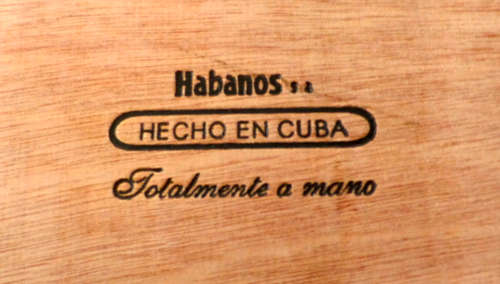 Habanos s.a
HECHO EN CUBA
Totalmente a mano